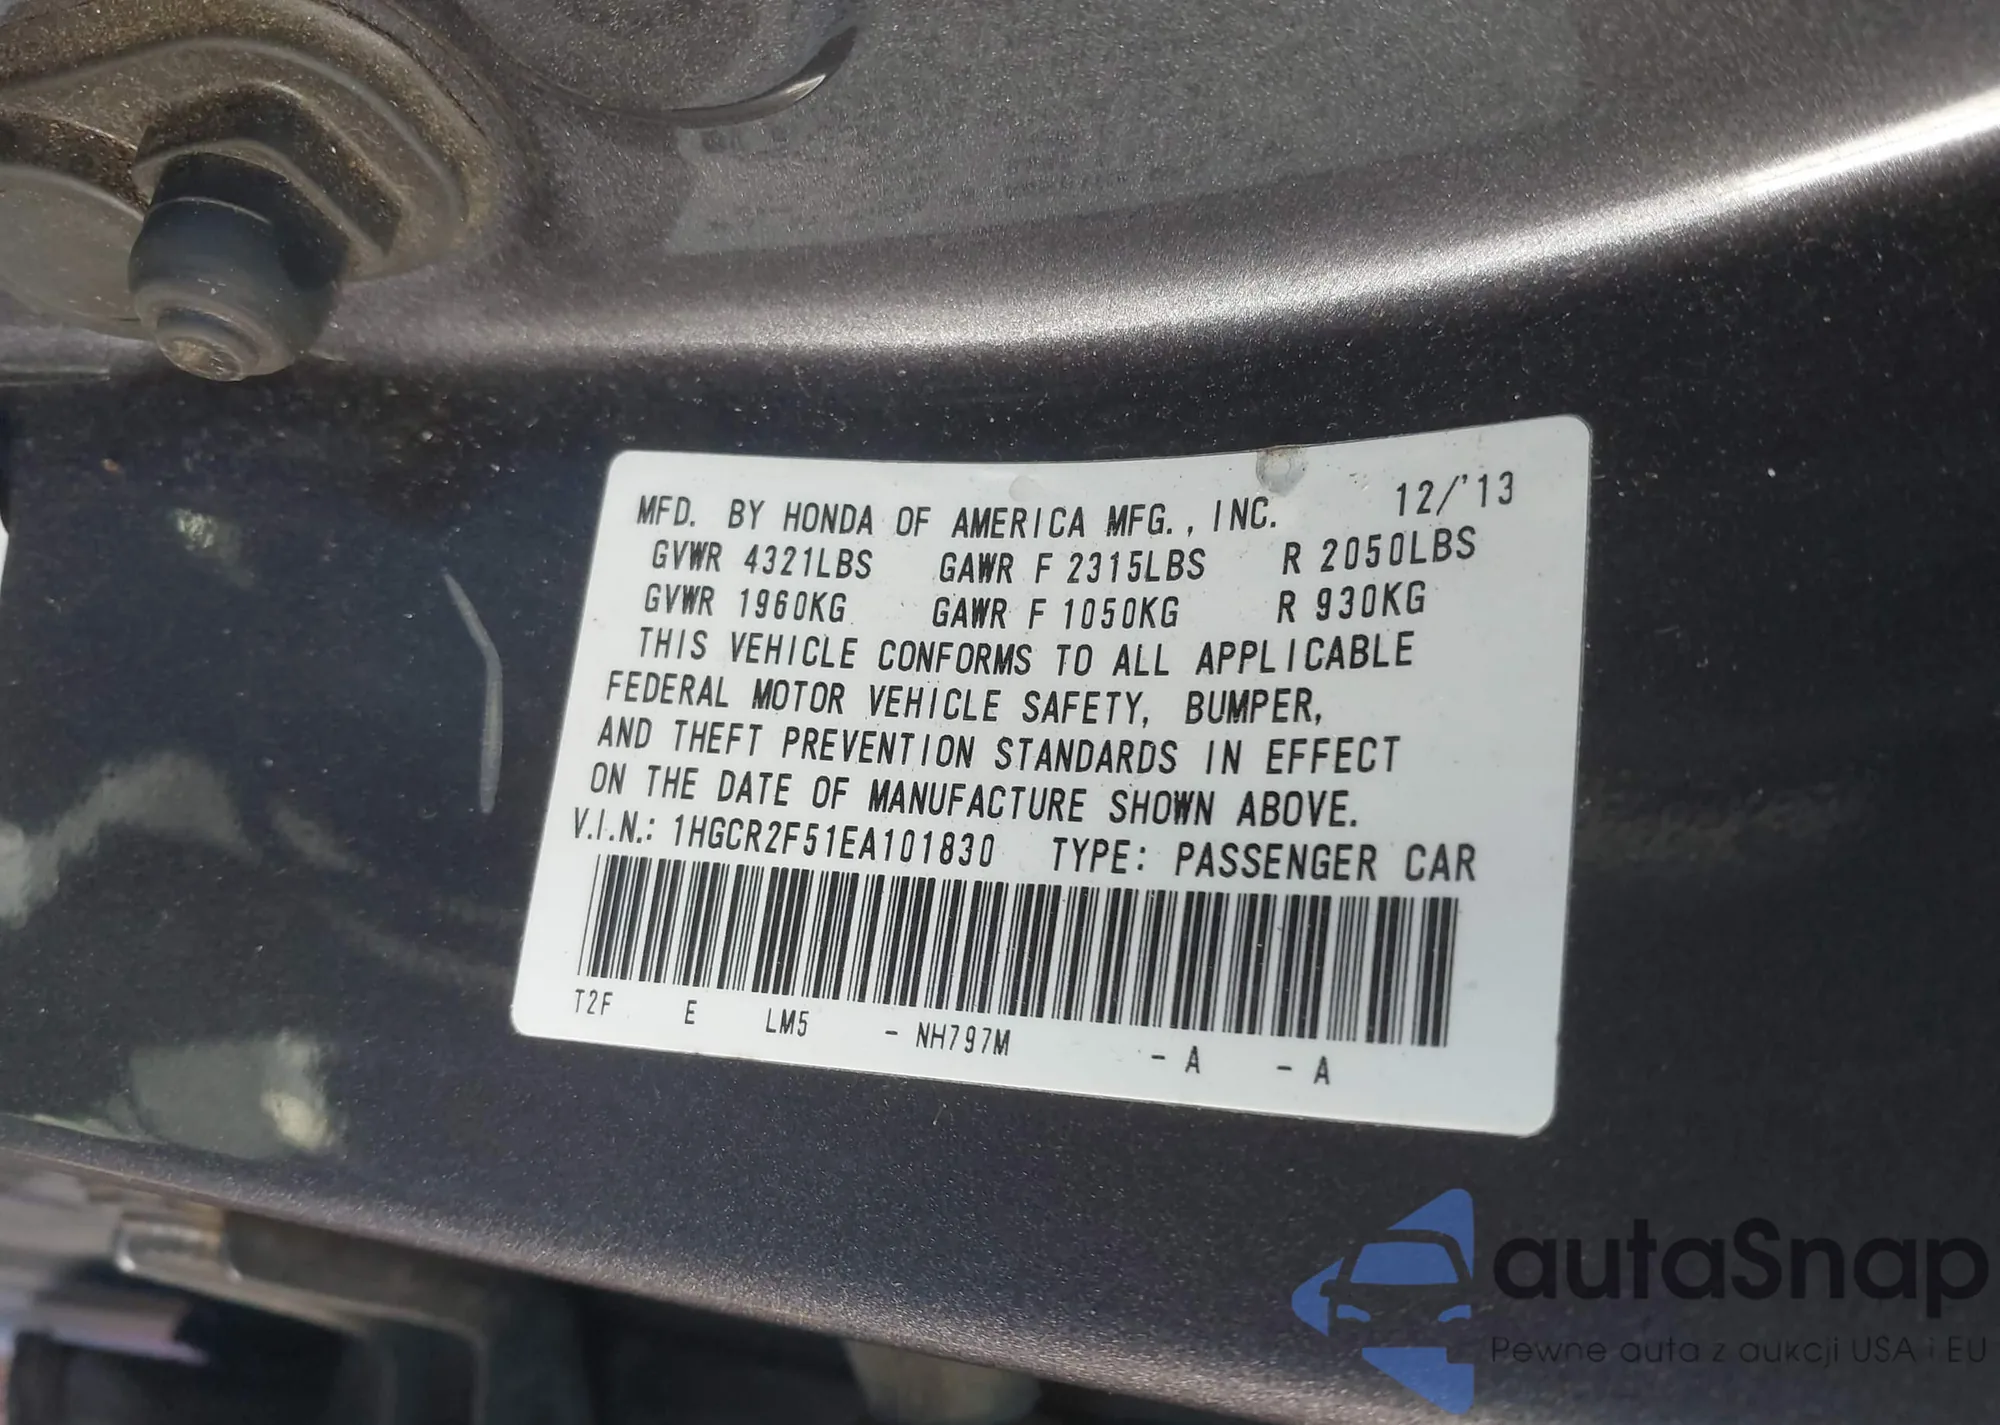 MFD. BY HONDA OF AMERICA MFG., INC. 12/'13
GVWR 4321LBS GAWR F 2315LBS R 2050LBS
GVWR 1960KG GAWR F 1050KG R 930KG
THIS VEHICLE CONFORMS TO ALL APPLICABLE
FEDERAL MOTOR VEHICLE SAFETY, BUMPER,
AND THEFT PREVENTION STANDARDS IN EFFECT
ON THE DATE OF MANUFACTURE SHOWN ABOVE.
V.I.N.: 1HGCR2F51EA101830 TYPE: PASSENGER CAR
T2F E LM5 - NH797M - A - A
autaSnap
Pewne auta z aukcji USA i EU